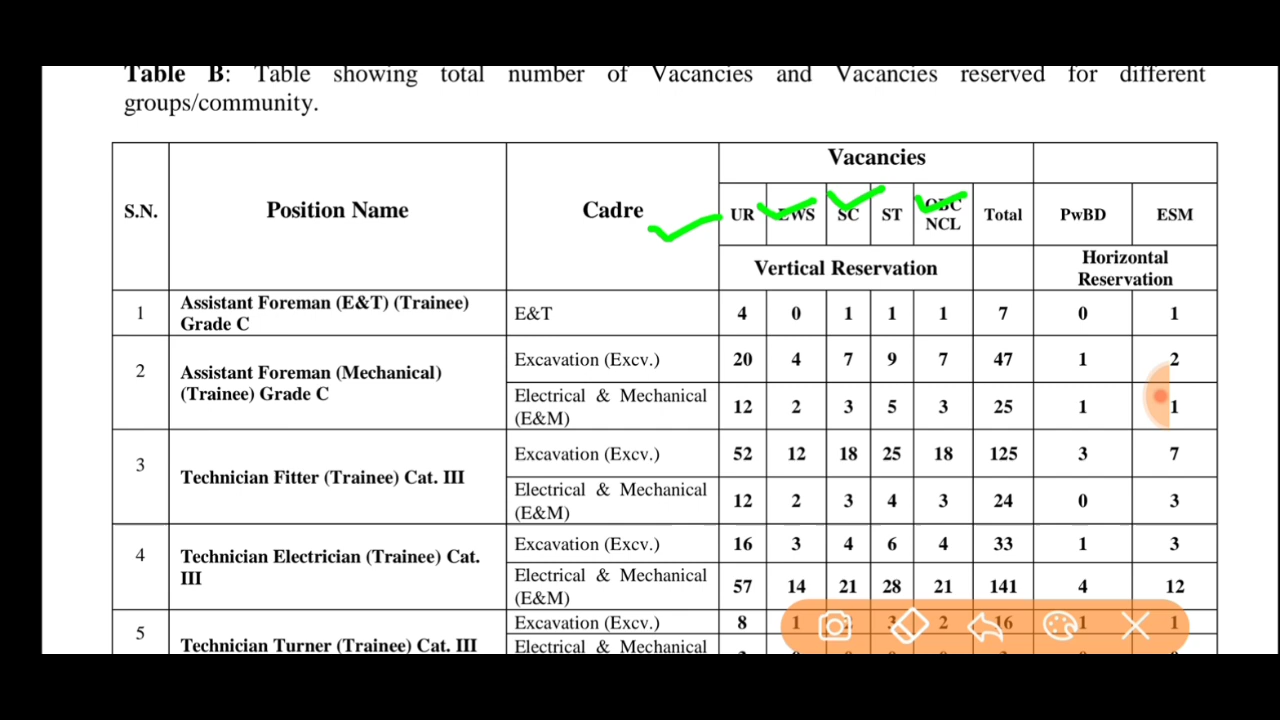 Table B: Table showing total number of Vacancies and Vacancies reserved for different
groups/community.
S.N. Position Name Cadre Vacancies
UR EWS SC ST OBC NCL Total PwBD ESM
Vertical Reservation Horizontal Reservation
1 Assistant Foreman (E&T) (Trainee) Grade C E&T 4 0 1 1 1 7 0 1
2 Assistant Foreman (Mechanical) (Trainee) Grade C Excavation (Excv.) 20 4 7 9 7 47 1 2
Electrical & Mechanical (E&M) 12 2 3 5 3 25 1 1
3 Technician Fitter (Trainee) Cat. III Excavation (Excv.) 52 12 18 25 18 125 3 7
Electrical & Mechanical (E&M) 12 2 3 4 3 24 0 3
4 Technician Electrician (Trainee) Cat. III Excavation (Excv.) 16 3 4 6 4 33 1 3
Electrical & Mechanical (E&M) 57 14 21 28 21 141 4 12
5 Technician Turner (Trainee) Cat. III Excavation (Excv.) 8 1 3 2 16 1 1
Electrical & Mechanical